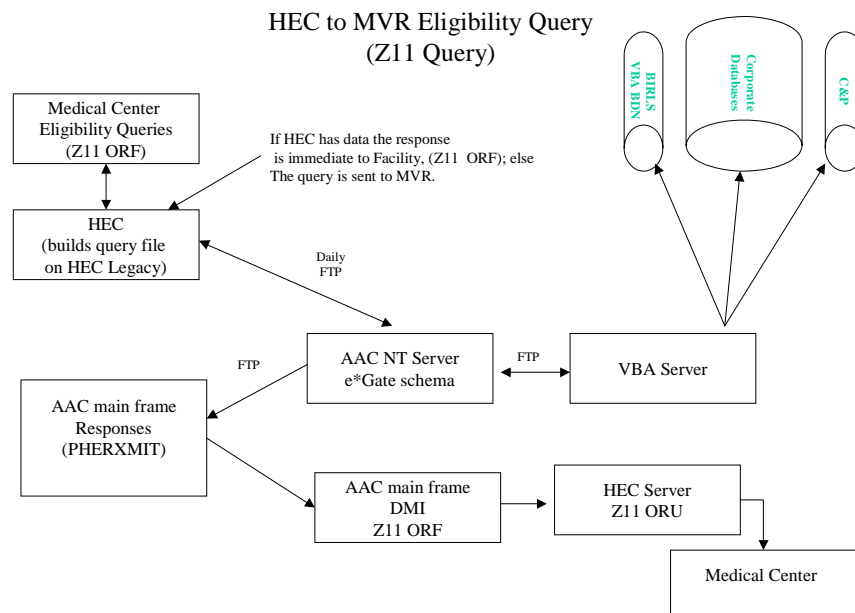 HEC to MVR Eligibility Query
(Z11 Query)
BIRLS
VBA BDN
Corporate
Databases
C&P
Medical Center
Eligibility Queries
(Z11 ORF)
If HEC has data the response
is immediate to Facility, (Z11 ORF); else
The query is sent to MVR.
HEC
(builds query file
on HEC Legacy)
Daily
FTP
AAC NT Server
e*Gate schema
FTP
VBA Server
FTP
AAC main frame
Responses
(PHERXMIT)
AAC main frame
DMI
Z11 ORF
HEC Server
Z11 ORU
Medical Center